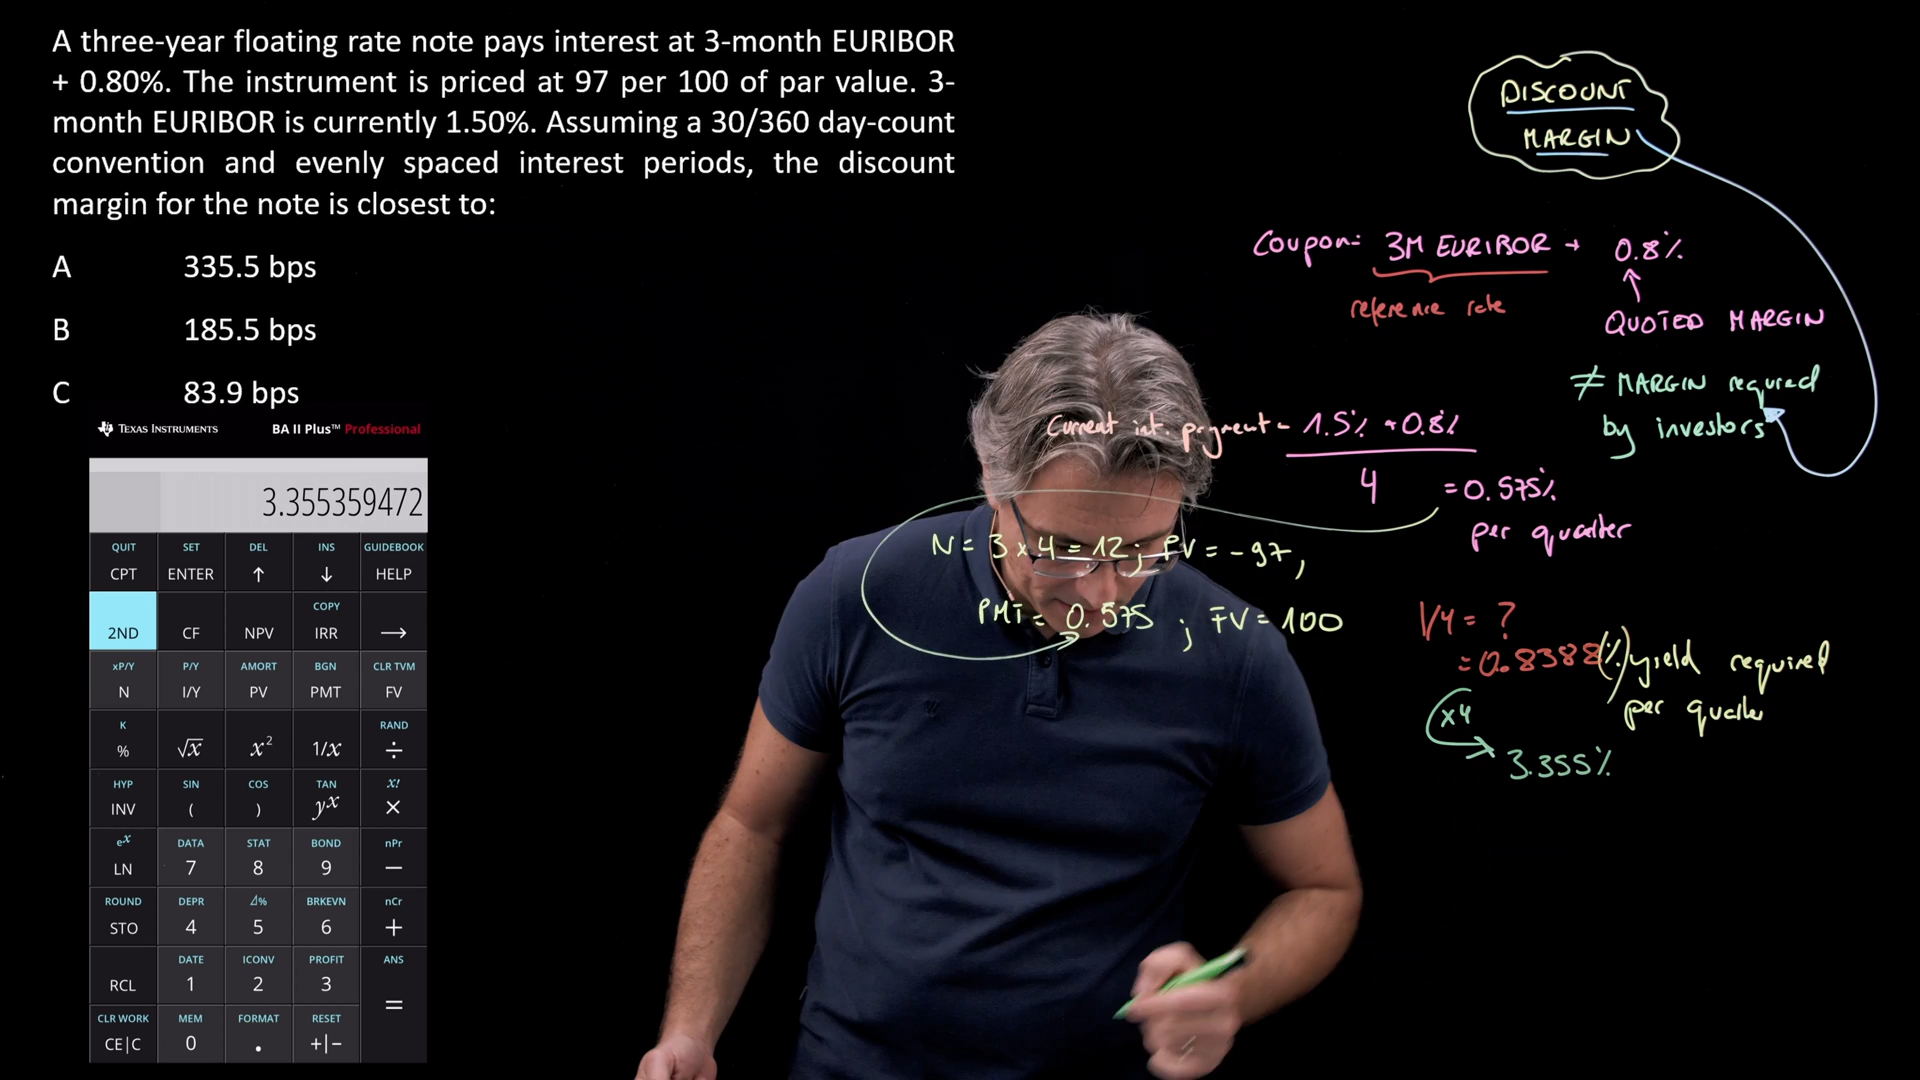 A three-year floating rate note pays interest at 3-month EURIBOR
+ 0.80%. The instrument is priced at 97 per 100 of par value. 3-
month EURIBOR is currently 1.50%. Assuming a 30/360 day-count
convention and evenly spaced interest periods, the discount
margin for the note is closest to:
A 335.5 bps
B 185.5 bps
C 83.9 bps
TEXAS INSTRUMENTS BA II Plus™ Professional
3.355359472
QUIT SET DEL INS GUIDEBOOK
CPT ENTER ↑ ↓ HELP
COPY
2ND CF NPV IRR →
xP/Y P/Y AMORT BGN CLR TVM
N I/Y PV PMT FV
K RAND
% √x x² 1/x ÷
HYP SIN COS TAN x!
INV ( ) yˣ ×
eˣ DATA STAT BOND nPr
LN 7 8 9 −
ROUND DEPR Δ% BRKEVN nCr
STO 4 5 6 +
DATE ICONV PROFIT ANS
RCL 1 2 3 =
CLR WORK MEM FORMAT RESET
CE|C 0 . +|−
DISCOUNT
MARGIN
Coupon = 3M EURIBOR + 0.8%
reference rate
QUOTED MARGIN
≠ MARGIN required
by investors
Current int. payment = 1.5% + 0.8%
4 = 0.575%
per quarter
N = 3 x 4 = 12 ; PV = -97,
PMT = 0.575 ; FV = 100
I/Y = ?
= 0.8388(%) yield required
per quarter
x4
3.355%